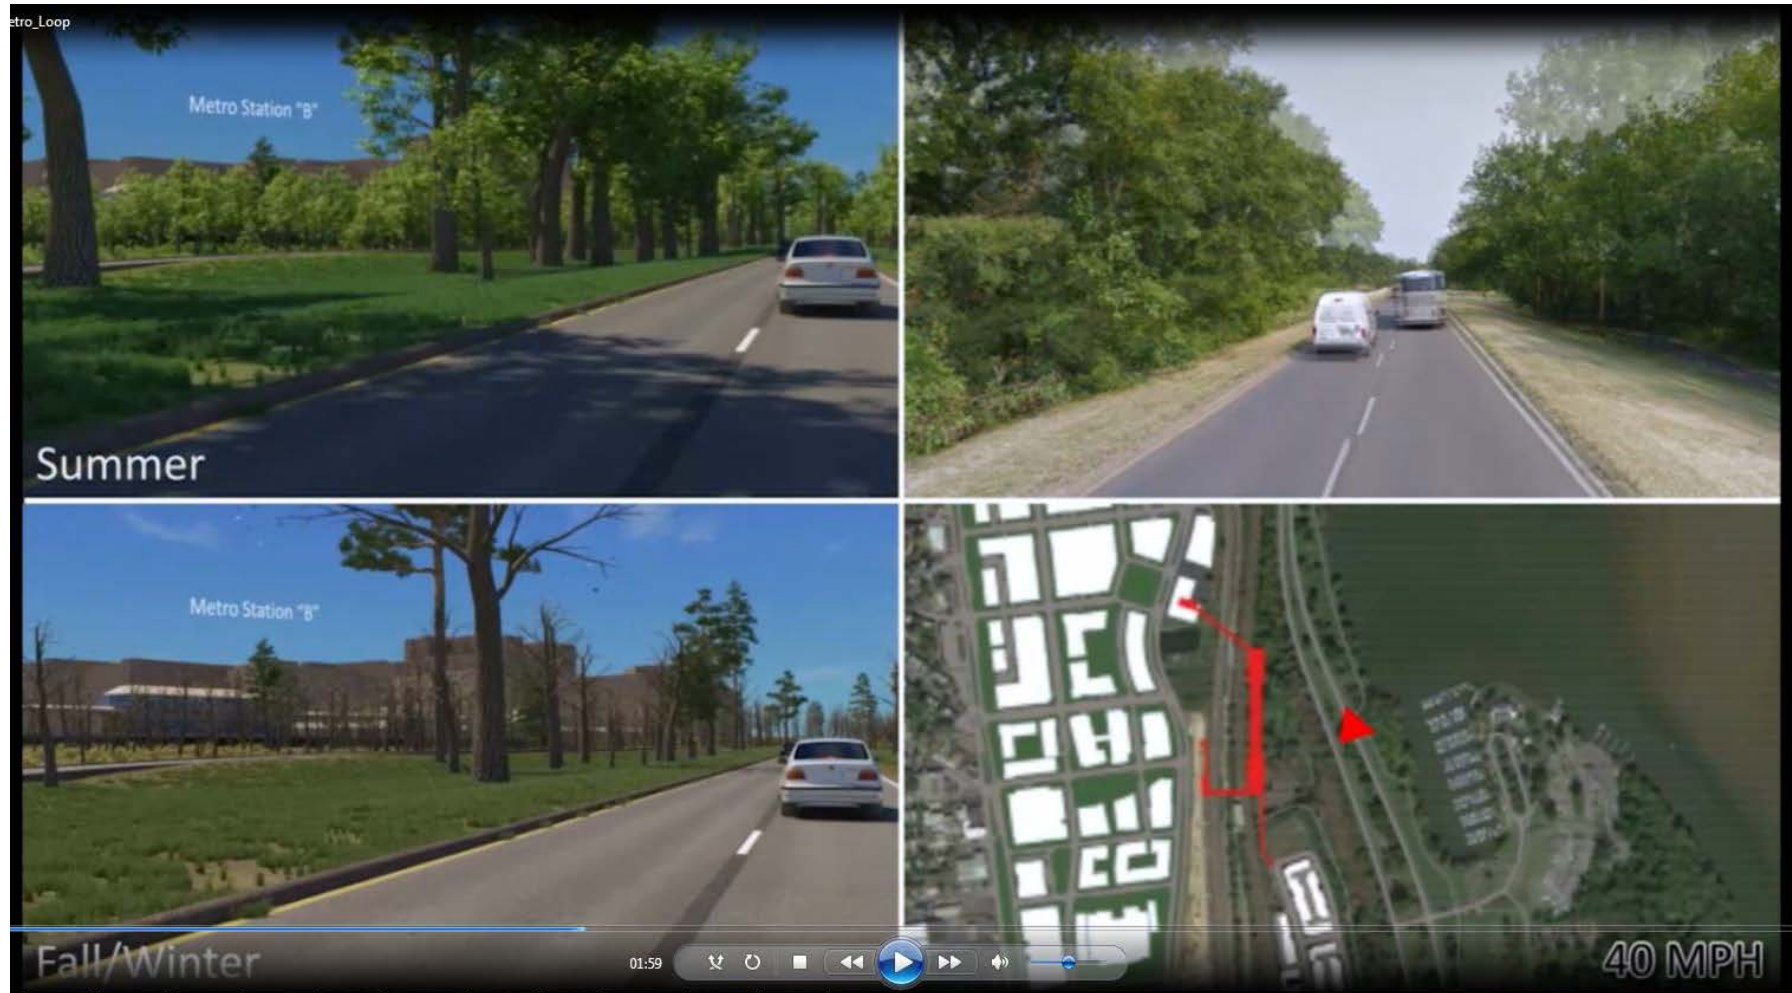 etro_Loop
Metro Station "B"
Summer
Metro Station "B"
Fall/Winter
01:59
40 MPH